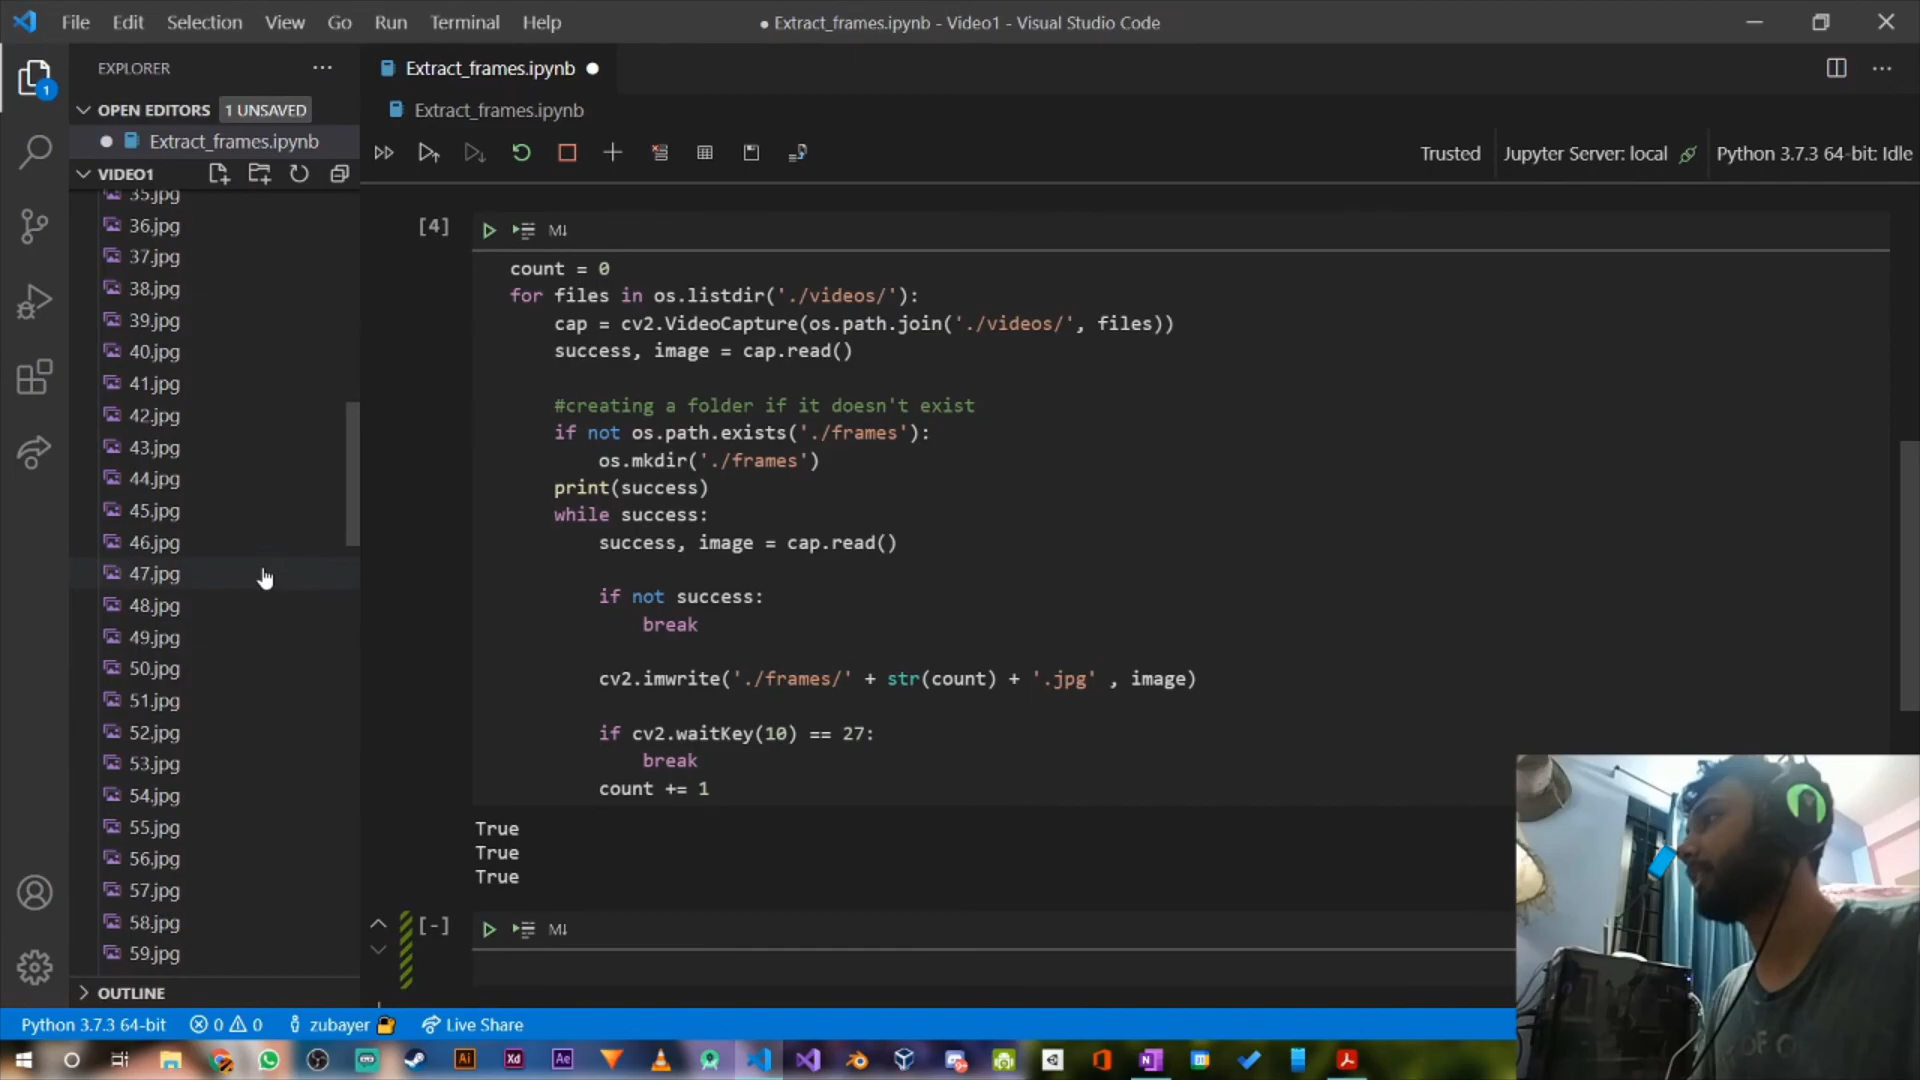 File Edit Selection View Go Run Terminal Help
● Extract_frames.ipynb - Video1 - Visual Studio Code
EXPLORER
1
OPEN EDITORS 1 UNSAVED
Extract_frames.ipynb
VIDEO1
35.jpg
36.jpg
37.jpg
38.jpg
39.jpg
40.jpg
41.jpg
42.jpg
43.jpg
44.jpg
45.jpg
46.jpg
47.jpg
48.jpg
49.jpg
50.jpg
51.jpg
52.jpg
53.jpg
54.jpg
55.jpg
56.jpg
57.jpg
58.jpg
59.jpg
OUTLINE
Extract_frames.ipynb ●
Extract_frames.ipynb
Trusted Jupyter Server: local Python 3.7.3 64-bit: Idle
[4] M↓
count = 0
for files in os.listdir('./videos/'):
cap = cv2.VideoCapture(os.path.join('./videos/', files))
success, image = cap.read()
#creating a folder if it doesn't exist
if not os.path.exists('./frames'):
os.mkdir('./frames')
print(success)
while success:
success, image = cap.read()
if not success:
break
cv2.imwrite('./frames/' + str(count) + '.jpg' , image)
if cv2.waitKey(10) == 27:
break
count += 1
True
True
True
[-] M↓
Python 3.7.3 64-bit 0 0 zubayer Live Share
Ai Xd Ae